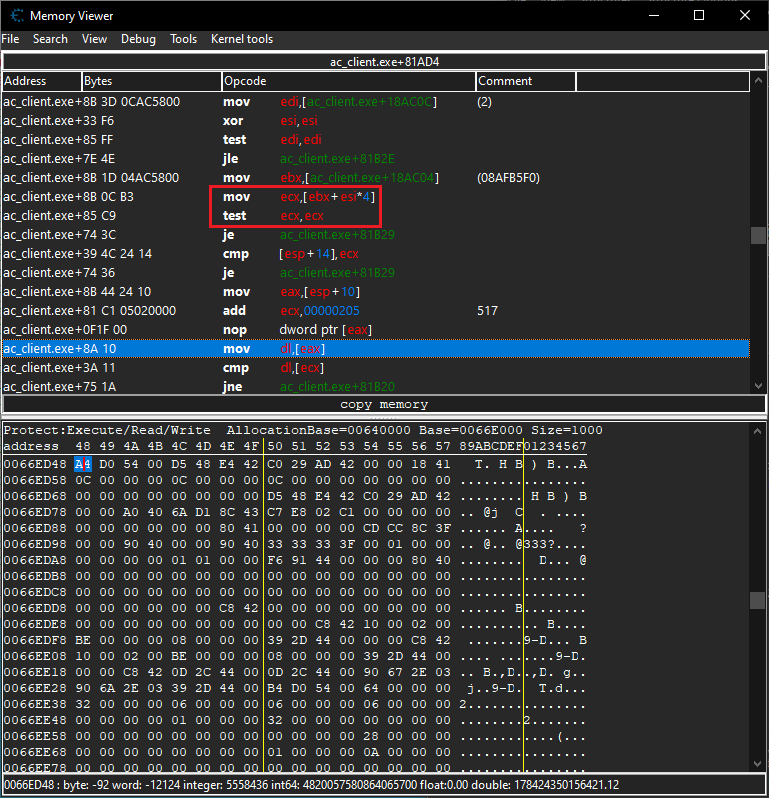 Memory Viewer
File Search View Debug Tools Kernel tools
ac_client.exe+81AD4
Address Bytes Opcode Comment
ac_client.exe+8B 3D 0CAC5800 mov edi,[ac_client.exe+18AC0C] (2)
ac_client.exe+33 F6 xor esi,esi
ac_client.exe+85 FF test edi,edi
ac_client.exe+7E 4E jle ac_client.exe+81B2E
ac_client.exe+8B 1D 04AC5800 mov ebx,[ac_client.exe+18AC04] (08AFB5F0)
ac_client.exe+8B 0C B3 mov ecx,[ebx+esi*4]
ac_client.exe+85 C9 test ecx,ecx
ac_client.exe+74 3C je ac_client.exe+81B29
ac_client.exe+39 4C 24 14 cmp [esp+14],ecx
ac_client.exe+74 36 je ac_client.exe+81B29
ac_client.exe+8B 44 24 10 mov eax,[esp+10]
ac_client.exe+81 C1 05020000 add ecx,00000205 517
ac_client.exe+0F1F 00 nop dword ptr [eax]
ac_client.exe+8A 10 mov dl,[eax]
ac_client.exe+3A 11 cmp dl,[ecx]
ac_client.exe+75 1A jne ac_client.exe+81B20
copy memory
Protect:Execute/Read/Write AllocationBase=00640000 Base=0066E000 Size=1000
address 48 49 4A 4B 4C 4D 4E 4F 50 51 52 53 54 55 56 57 89ABCDEF01234567
0066ED48 A4 D0 54 00 D5 48 E4 42 C0 29 AD 42 00 00 18 41 T. H B ) B...A
0066ED58 0C 00 00 00 0C 00 00 00 0C 00 00 00 00 00 00 00 ................
0066ED68 00 00 00 00 00 00 00 00 D5 48 E4 42 C0 29 AD 42 ........ H B ) B
0066ED78 00 00 A0 40 6A D1 8C 43 C7 E8 02 C1 00 00 00 00 .. @j C . ....
0066ED88 00 00 00 00 00 00 80 41 00 00 00 00 CD CC 8C 3F ...... A.... ?
0066ED98 00 00 90 40 00 00 90 40 33 33 33 3F 00 01 00 00 .. @.. @333?....
0066EDA8 00 00 00 00 01 01 00 00 F6 91 44 00 00 00 80 40 ........ D... @
0066EDB8 00 00 00 00 00 00 00 00 00 00 00 00 00 00 00 00 ................
0066EDC8 00 00 00 00 00 00 00 00 00 00 00 00 00 00 00 00 ................
0066EDD8 00 00 00 00 00 00 C8 42 00 00 00 00 00 00 00 00 ...... B........
0066EDE8 00 00 00 00 00 00 00 00 00 00 C8 42 10 00 02 00 .......... B....
0066EDF8 BE 00 00 00 08 00 00 00 39 2D 44 00 00 00 C8 42 .......9-D... B
0066EE08 10 00 02 00 BE 00 00 00 08 00 00 00 39 2D 44 00 .... .......9-D.
0066EE18 00 00 C8 42 0D 2C 44 00 0D 2C 44 00 90 67 2E 03 .. B.,D..,D. g..
0066EE28 90 6A 2E 03 39 2D 44 00 B4 D0 54 00 64 00 00 00 j..9-D. T.d...
0066EE38 32 00 00 00 06 00 00 00 06 00 00 00 06 00 00 00 2...............
0066EE48 00 00 00 00 01 00 00 00 32 00 00 00 00 00 00 00 ........2.......
0066EE58 00 00 00 00 00 00 00 00 00 00 00 00 28 00 00 00 ............(...
0066EE68 00 00 00 00 00 00 00 00 01 00 00 00 0A 00 00 00 ................
0066EE78 00 00 00 00 00 00 00 00 00 00 00 00 00 00 00 00 ................
0066ED48 : byte: -92 word: -12124 integer: 5558436 int64: 4820057580864065700 float:0.00 double: 178424350156421.12